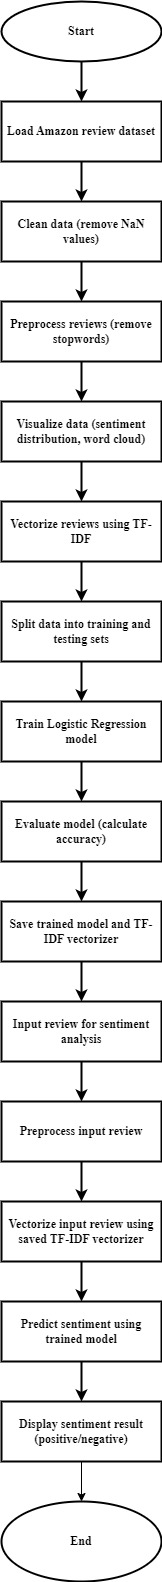 Start
Load Amazon review dataset
Clean data (remove NaN
values)
Preprocess reviews (remove
stopwords)
Visualize data (sentiment
distribution, word cloud)
Vectorize reviews using TF-
IDF
Split data into training and
testing sets
Train Logistic Regression
model
Evaluate model (calculate
accuracy)
Save trained model and TF-
IDF vectorizer
Input review for sentiment
analysis
Preprocess input review
Vectorize input review using
saved TF-IDF vectorizer
Predict sentiment using
trained model
Display sentiment result
(positive/negative)
End